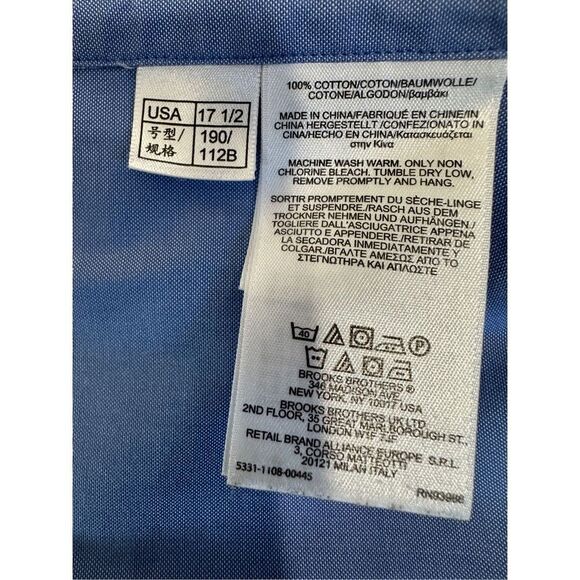 USA 17 1/2
号型/ 190/
规格 112B
100% COTTON/COTON/BAUMWOLLE/
COTONE/ALGODON/βαμβάκι
MADE IN CHINA/FABRIQUÉ EN CHINE/IN
CHINA HERGESTELLT /CONFEZIONATO IN
CINA/HECHO EN CHINA/Κατασκευάζεται
στην Κίνα
MACHINE WASH WARM. ONLY NON
CHLORINE BLEACH. TUMBLE DRY LOW,
REMOVE PROMPTLY AND HANG.
SORTIR PROMPTEMENT DU SÈCHE-LINGE
ET SUSPENDRE./RASCH AUS DEM
TROCKNER NEHMEN UND AUFHÄNGEN./
TOGLIERE DALL'ASCIUGATRICE APPENA
ASCIUTTO E APPENDERE./RETIRAR DE
LA SECADORA INMEDIATAMENTE Y
COLGAR./ΒΓΑΛΤΕ ΑΜΕΣΩΣ ΑΠΟ ΤΟ
ΣΤΕΓΝΩΤΗΡΑ ΚΑΙ ΑΠΛΩΣΤΕ
40 P
BROOKS BROTHERS ®
346 MADISON AVE.
NEW YORK, NY 10017 USA
BROOKS BROTHERS UK LTD
2ND FLOOR, 35 GREAT MARLBOROUGH ST.,
LONDON W1F 7JF
RETAIL BRAND ALLIANCE EUROPE S.R.L.
3, CORSO MATTEOTTI
20121 MILAN ITALY
5331-1108-00445